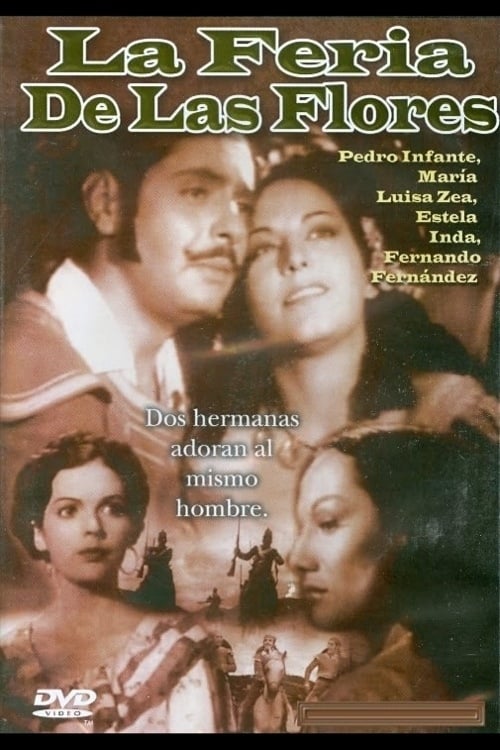 La Feria
De Las Flores
Pedro Infante,
María
Luisa Zea,
Estela
Inda,
Fernando
Fernández
Dos hermanas
adoran al
mismo
hombre.
DVD
VIDEO
TM